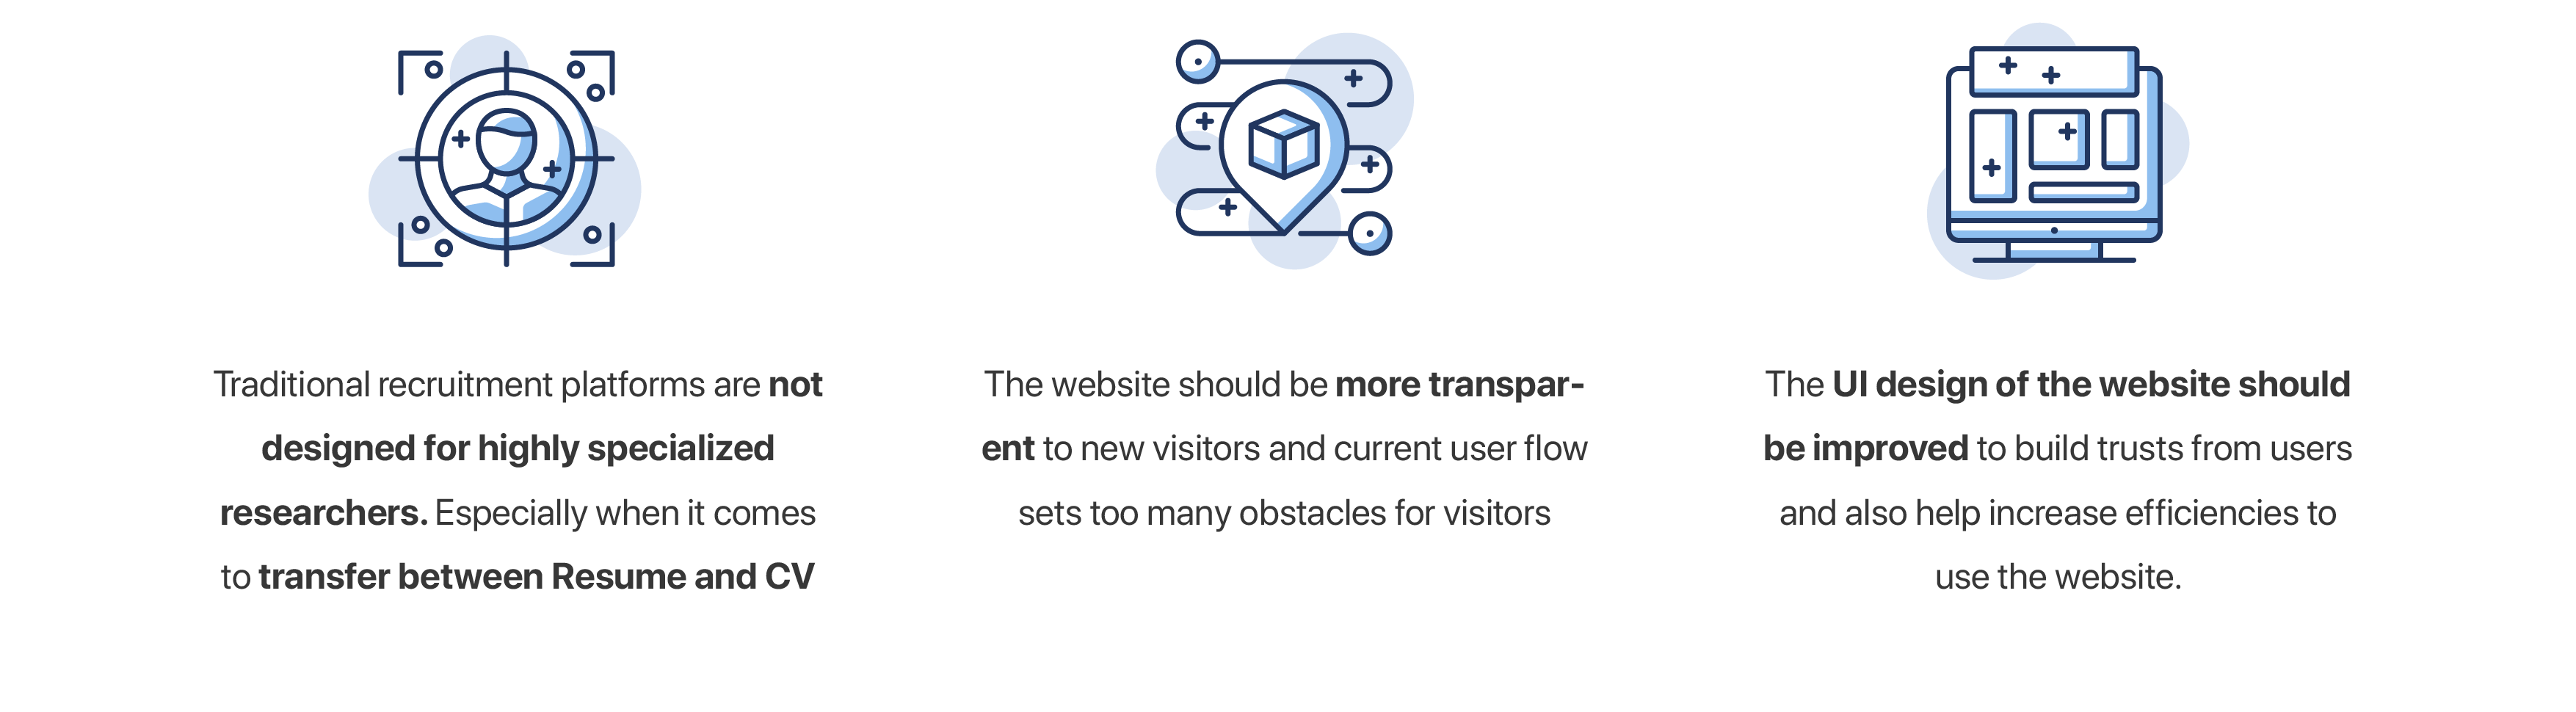 Traditional recruitment platforms are not
designed for highly specialized
researchers. Especially when it comes
to transfer between Resume and CV
The website should be more transpar-
ent to new visitors and current user flow
sets too many obstacles for visitors
The UI design of the website should
be improved to build trusts from users
and also help increase efficiencies to
use the website.